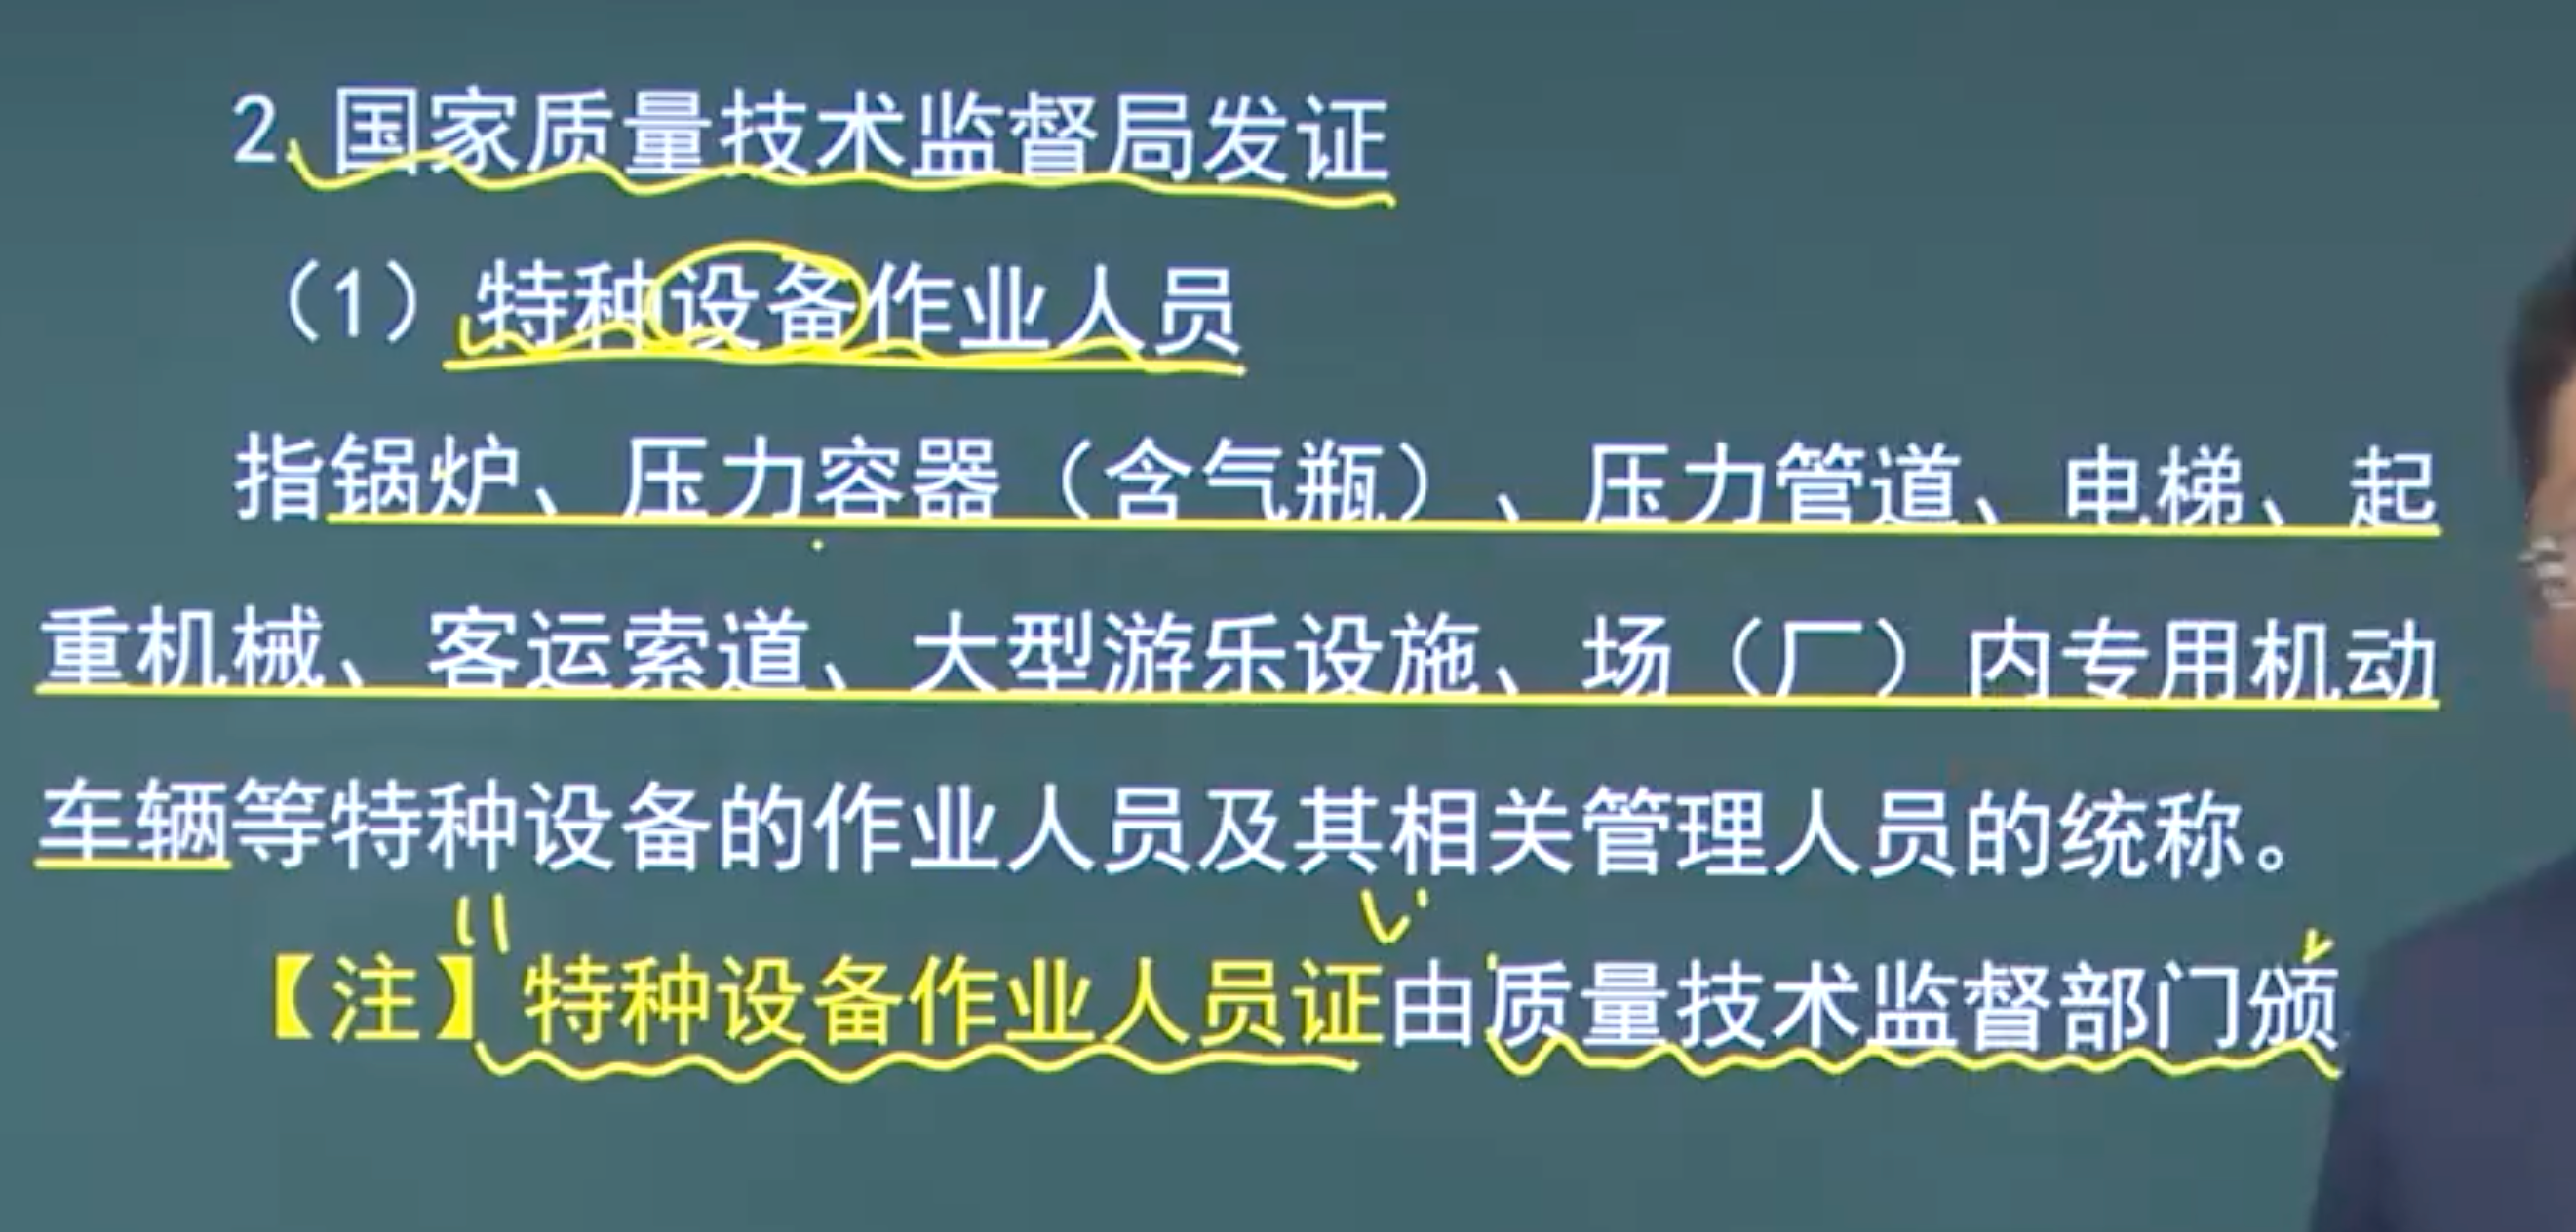 2.国家质量技术监督局发证
（1）特种设备作业人员
指锅炉、压力容器（含气瓶）、压力管道、电梯、起
重机械、客运索道、大型游乐设施、场（厂）内专用机动
车辆等特种设备的作业人员及其相关管理人员的统称。
【注】特种设备作业人员证由质量技术监督部门颁